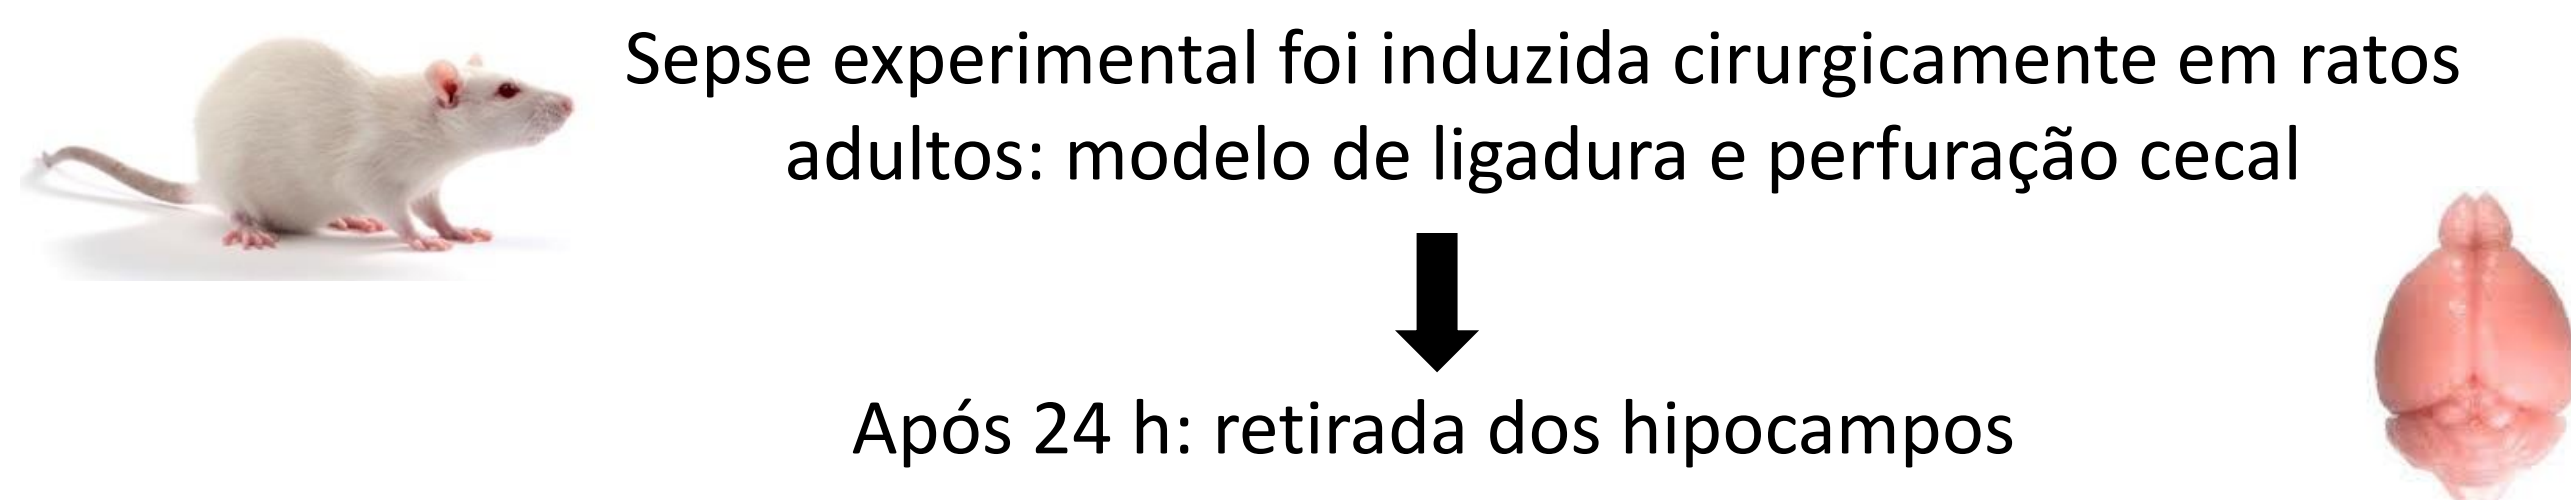 Sepse experimental foi induzida cirurgicamente em ratos
adultos: modelo de ligadura e perfuração cecal
Após 24 h: retirada dos hipocampos